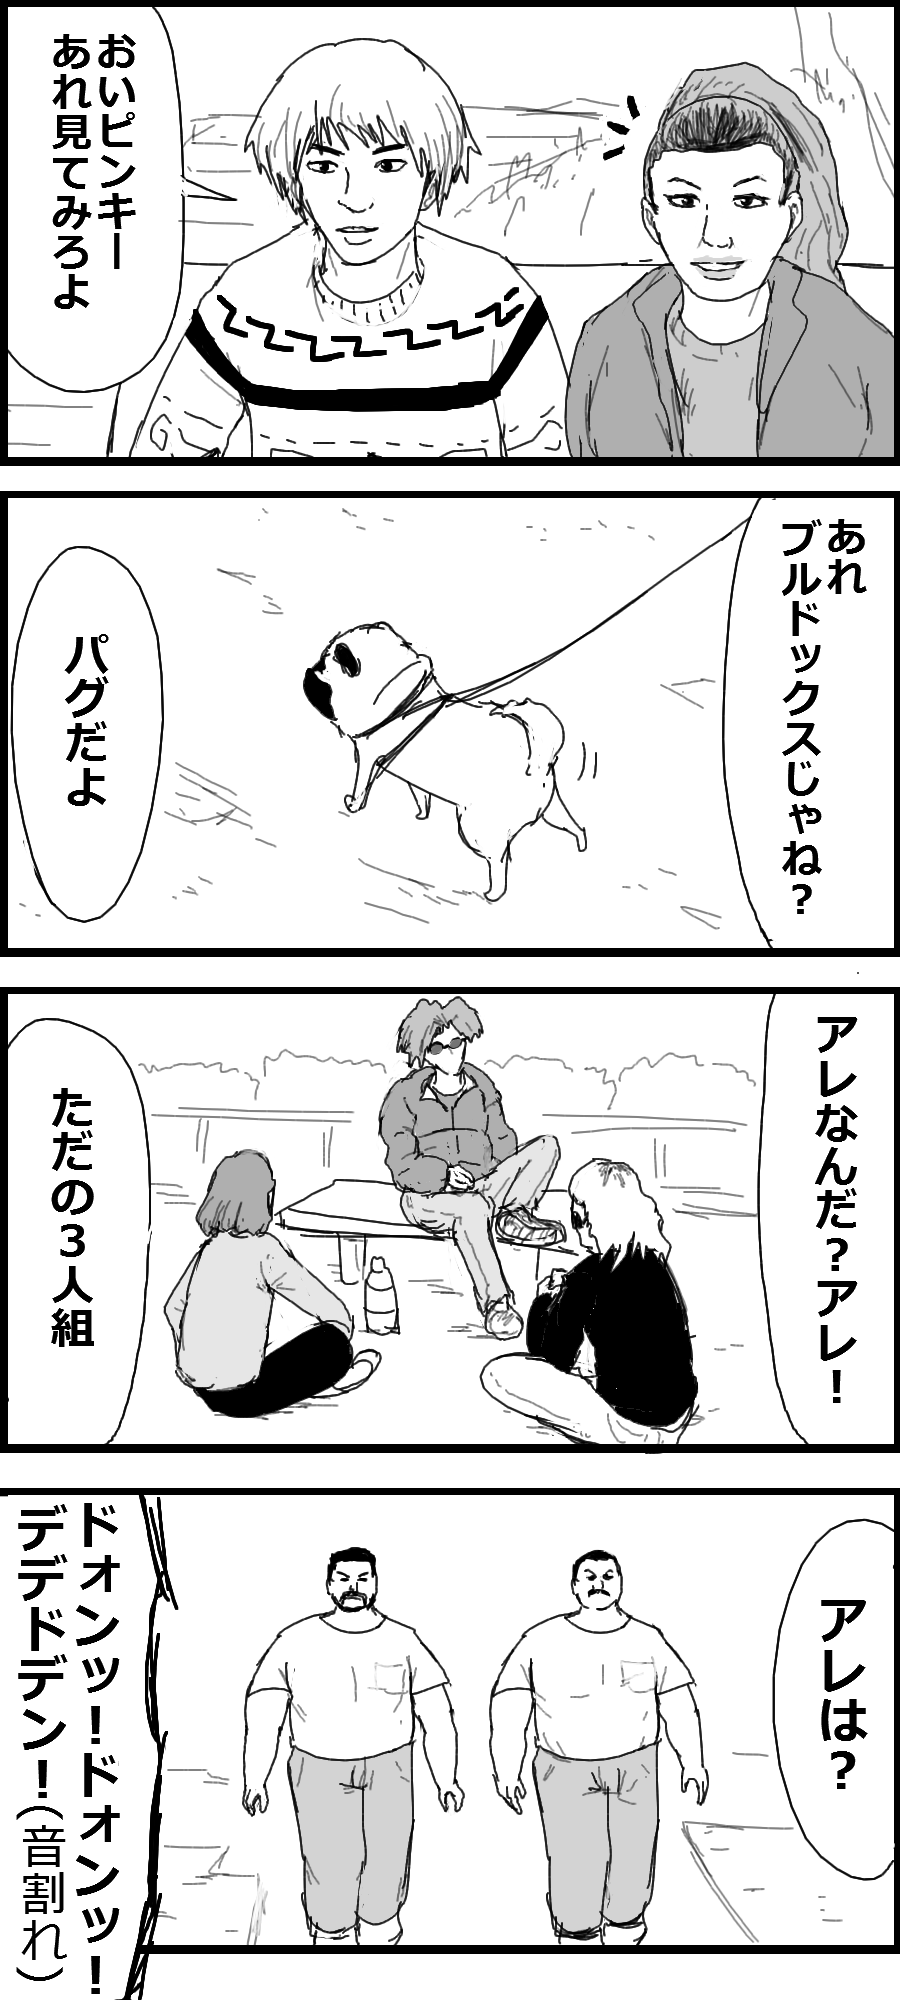 おいピンキー
あれ見てみろよ
あれ
ブルドックスじゃね?
パグだよ
アレなんだ?アレ!
ただの3人組
アレは?
ドォンッ!ドォンッ!
デデドデン!(音割れ)